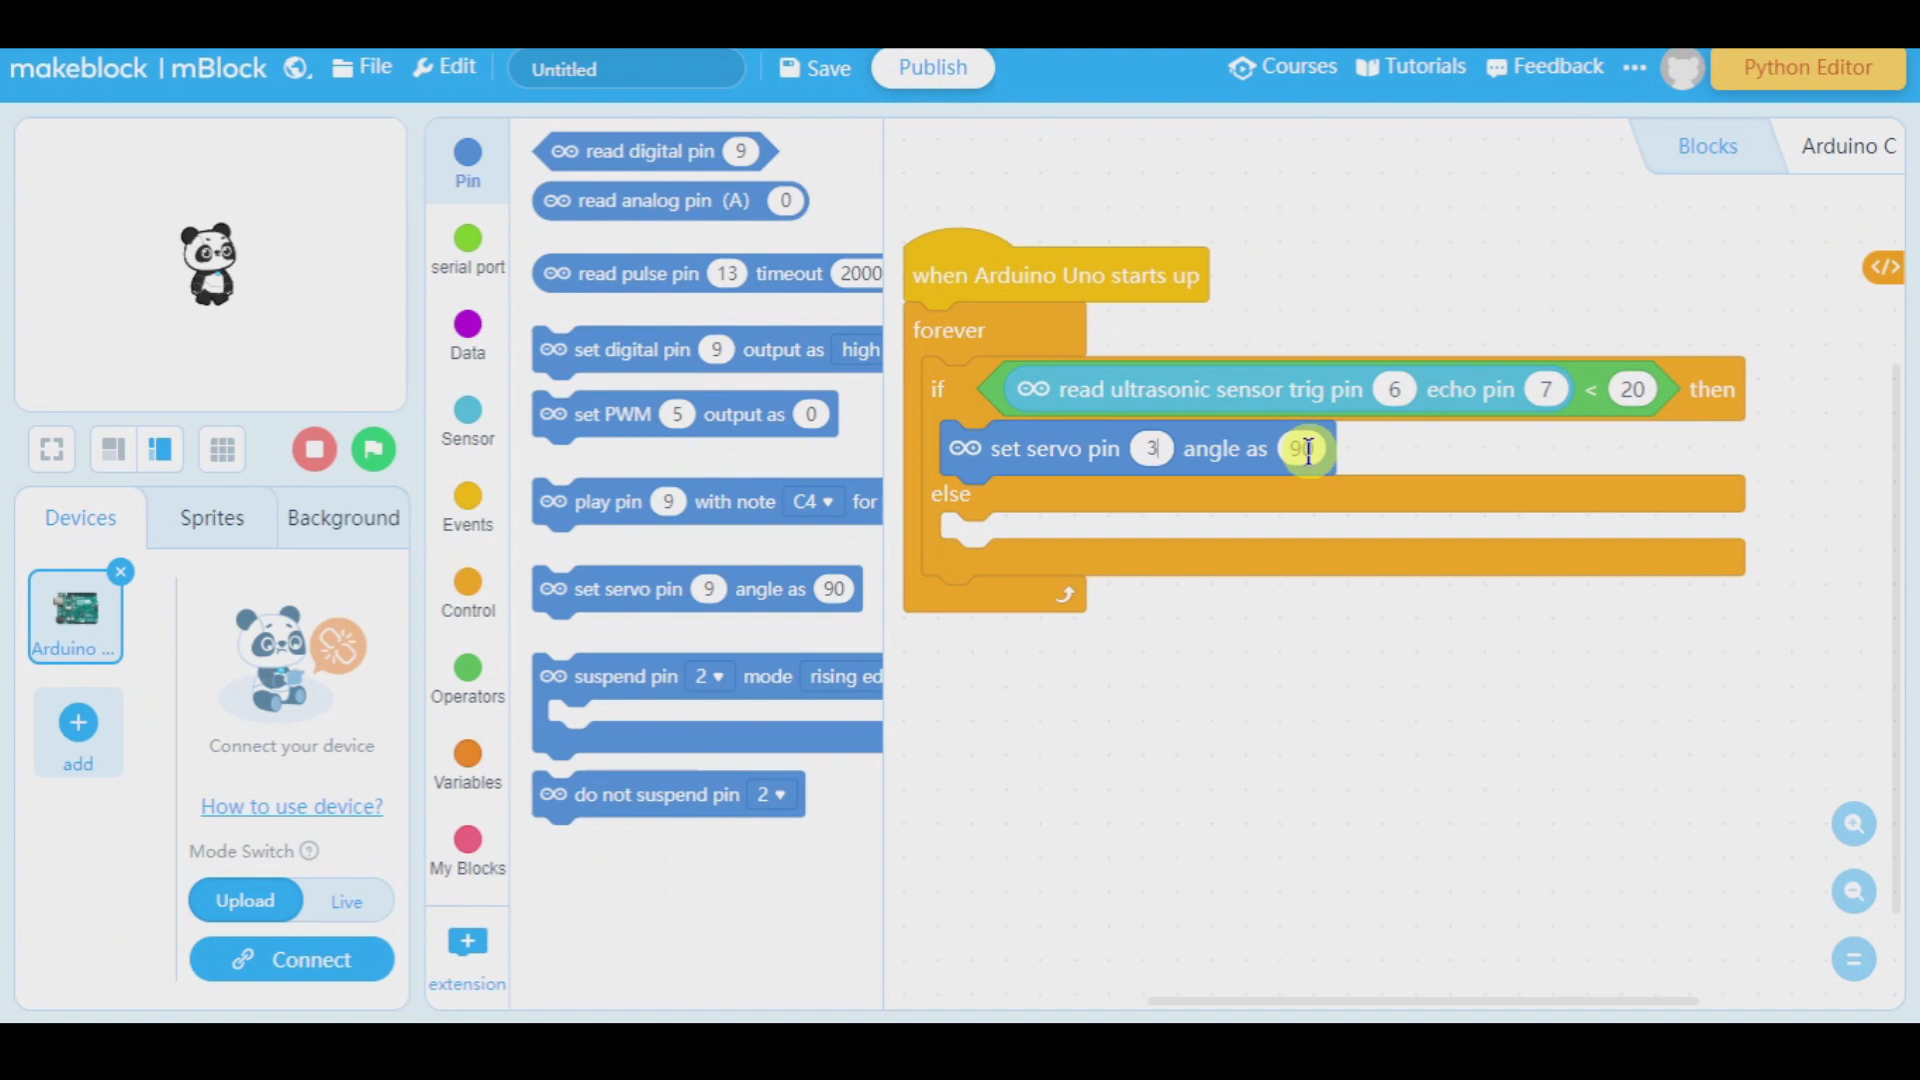 makeblock | mBlock File Edit Untitled Save Publish Courses Tutorials Feedback Python Editor
Devices Sprites Background
Arduino ...
add
Connect your device
How to use device?
Mode Switch ?
Upload Live
Connect
Pin
serial port
Data
Sensor
Events
Control
Operators
Variables
My Blocks
extension
read digital pin 9
read analog pin (A) 0
read pulse pin 13 timeout 2000
set digital pin 9 output as high
set PWM 5 output as 0
play pin 9 with note C4 for
set servo pin 9 angle as 90
suspend pin 2 mode rising ed
do not suspend pin 2
Blocks Arduino C
</>
when Arduino Uno starts up
forever
if read ultrasonic sensor trig pin 6 echo pin 7 < 20 then
set servo pin 3 angle as 90
else